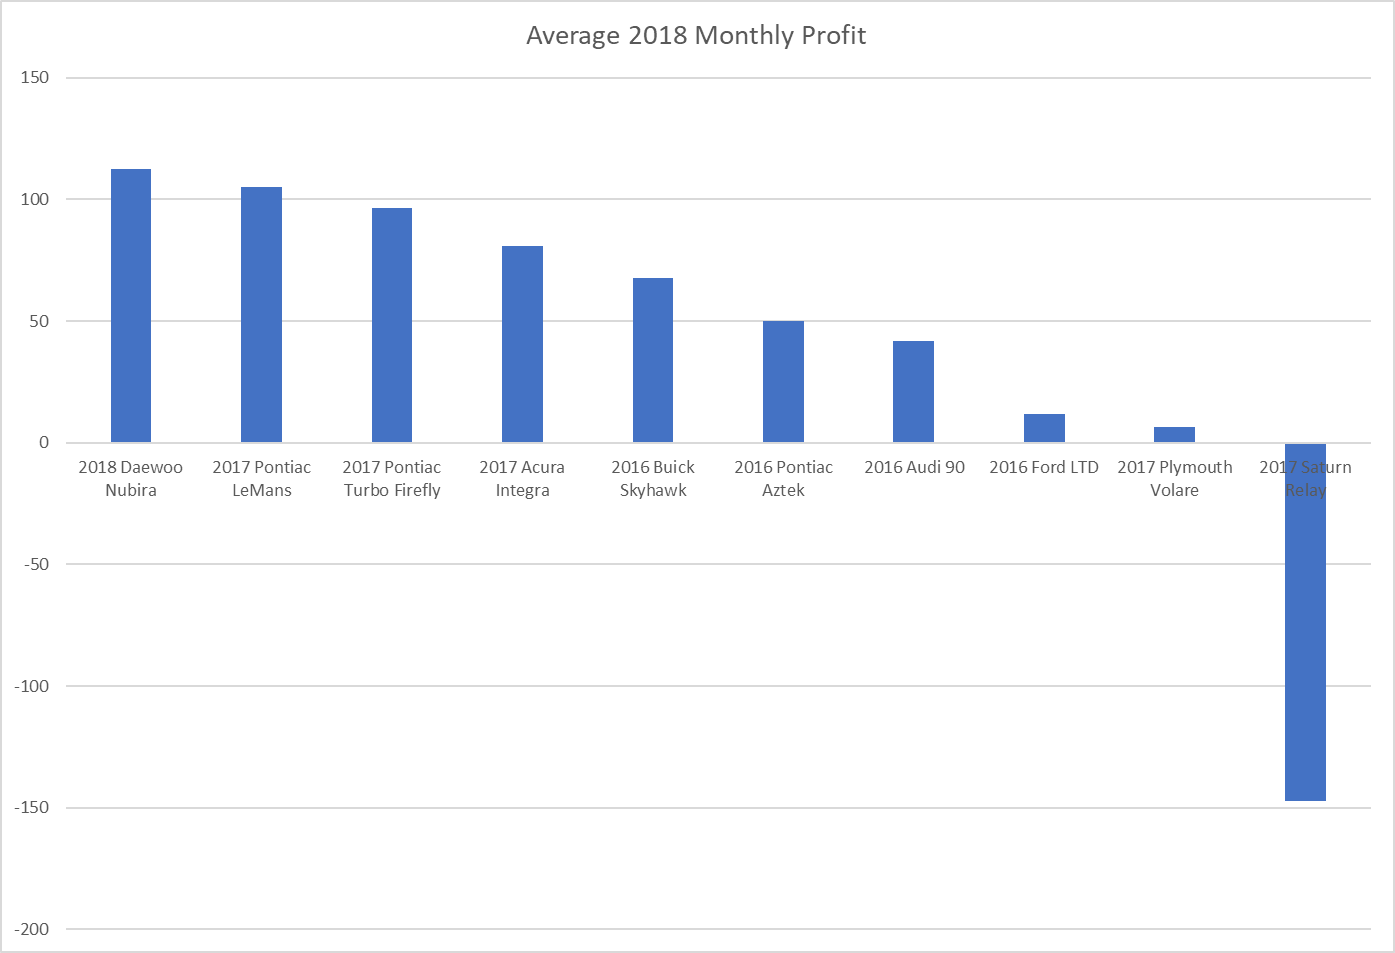 Average 2018 Monthly Profit
150
100
50
0
-50
-100
-150
-200
2018 Daewoo
Nubira
2017 Pontiac
LeMans
2017 Pontiac
Turbo Firefly
2017 Acura
Integra
2016 Buick
Skyhawk
2016 Pontiac
Aztek
2016 Audi 90
2016 Ford LTD
2017 Plymouth
Volare
2017 Saturn
Relay